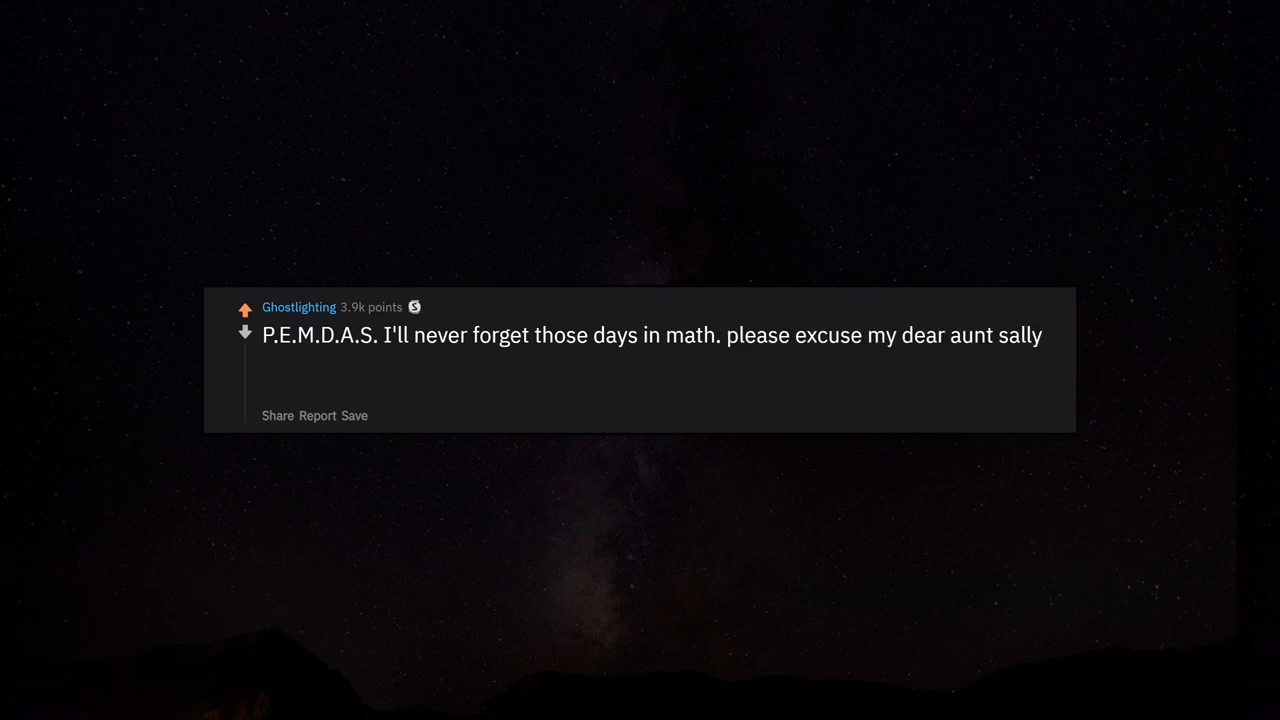 Ghostlighting 3.9k points S
P.E.M.D.A.S. I'll never forget those days in math. please excuse my dear aunt sally
Share Report Save